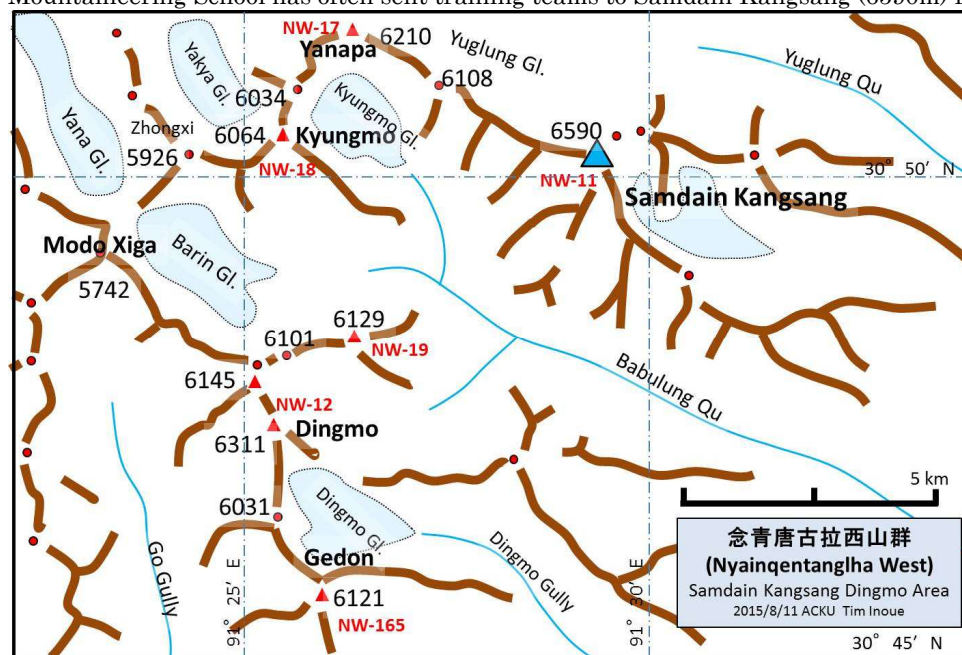 Mountaineering School has often sent training teams to Samdain Kangsang (6590m)
NW-17
Yanapa
6210
Yuglung Gl.
Yuglung Qu
Yakya Gl.
6034
Kyungmo Gl.
6108
Yana Gl.
Zhongxi
5926
6064
Kyungmo
NW-18
6590
NW-11
30° 50′ N
Samdain Kangsang
Modo Xiga
5742
Barin Gl.
6101
6129
NW-19
6145
NW-12
Dingmo
6311
Babulung Qu
6031
Dingmo Gl.
Gedon
6121
NW-165
Go Gully
Dingmo Gully
91° 25′ E
91° 30′ E
5 km
念青唐古拉西山群
(Nyainqentanglha West)
Samdain Kangsang Dingmo Area
2015/8/11 ACKU Tim Inoue
30° 45′ N